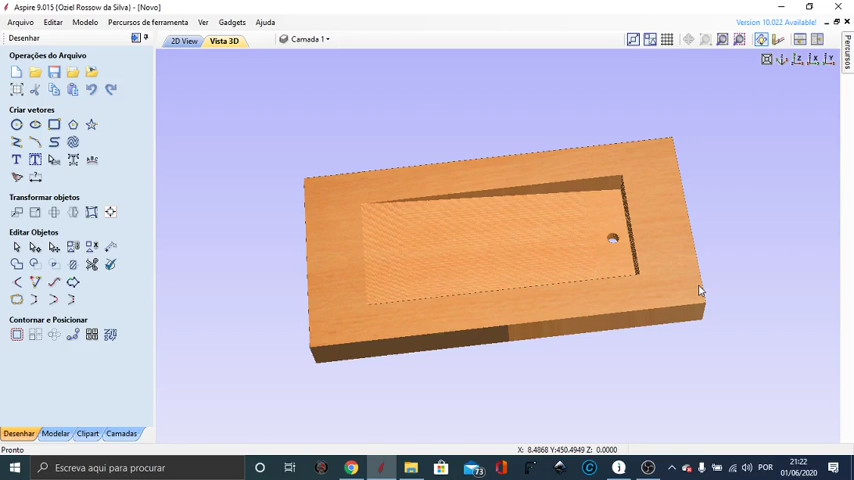 Aspire 9.015 (Oziel Rossow da Silva) - [Novo]
Arquivo Editar Modelo Percursos de ferramenta Ver Gadgets Ajuda
Version 10.022 Available!
Desenhar
2D View Vista 3D Camada 1
Operações do Arquivo
Criar vetores
Transformar objetos
Editar Objetos
Contornar e Posicionar
Percursos
Desenhar Modelar Clipart Camadas
Pronto
X: 8.4868 Y:450.4949 Z: 0.0000
Escreva aqui para procurar
73
POR
21:22
01/06/2020